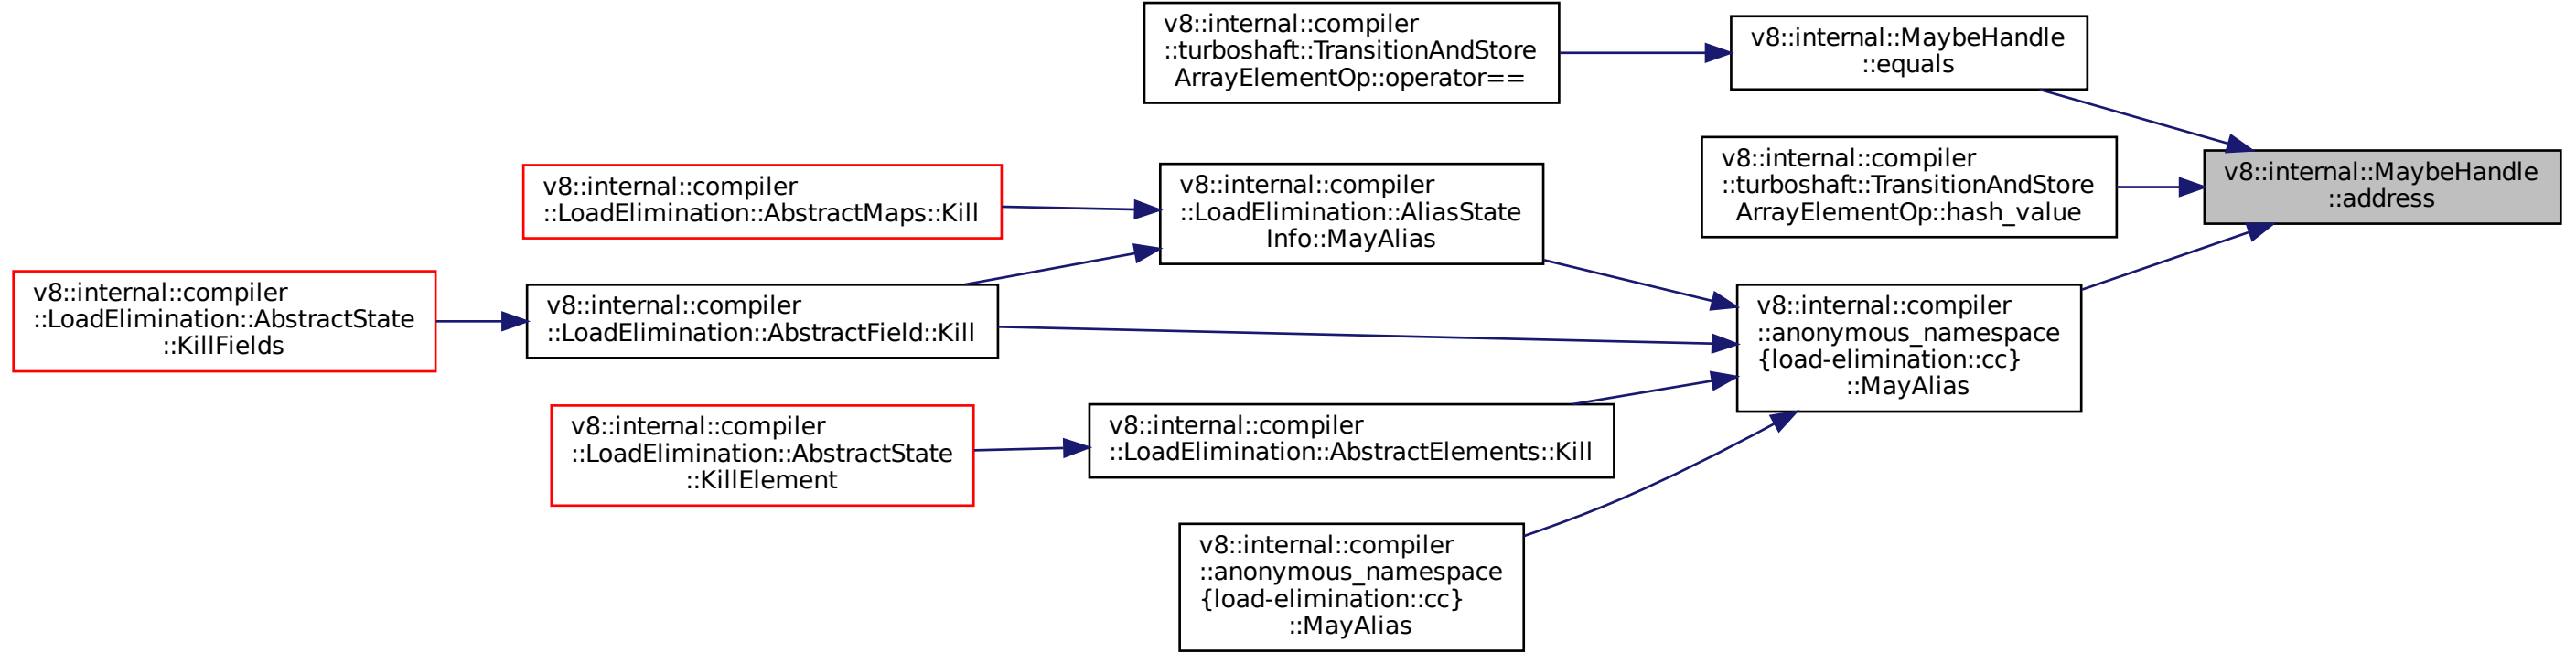 v8::internal::compiler
::turboshaft::TransitionAndStore
ArrayElementOp::operator==
v8::internal::MaybeHandle
::equals
v8::internal::compiler
::turboshaft::TransitionAndStore
ArrayElementOp::hash_value
v8::internal::MaybeHandle
::address
v8::internal::compiler
::LoadElimination::AbstractMaps::Kill
v8::internal::compiler
::LoadElimination::AliasState
Info::MayAlias
v8::internal::compiler
::LoadElimination::AbstractState
::KillFields
v8::internal::compiler
::LoadElimination::AbstractField::Kill
v8::internal::compiler
::anonymous_namespace
{load-elimination::cc}
::MayAlias
v8::internal::compiler
::LoadElimination::AbstractState
::KillElement
v8::internal::compiler
::LoadElimination::AbstractElements::Kill
v8::internal::compiler
::anonymous_namespace
{load-elimination::cc}
::MayAlias